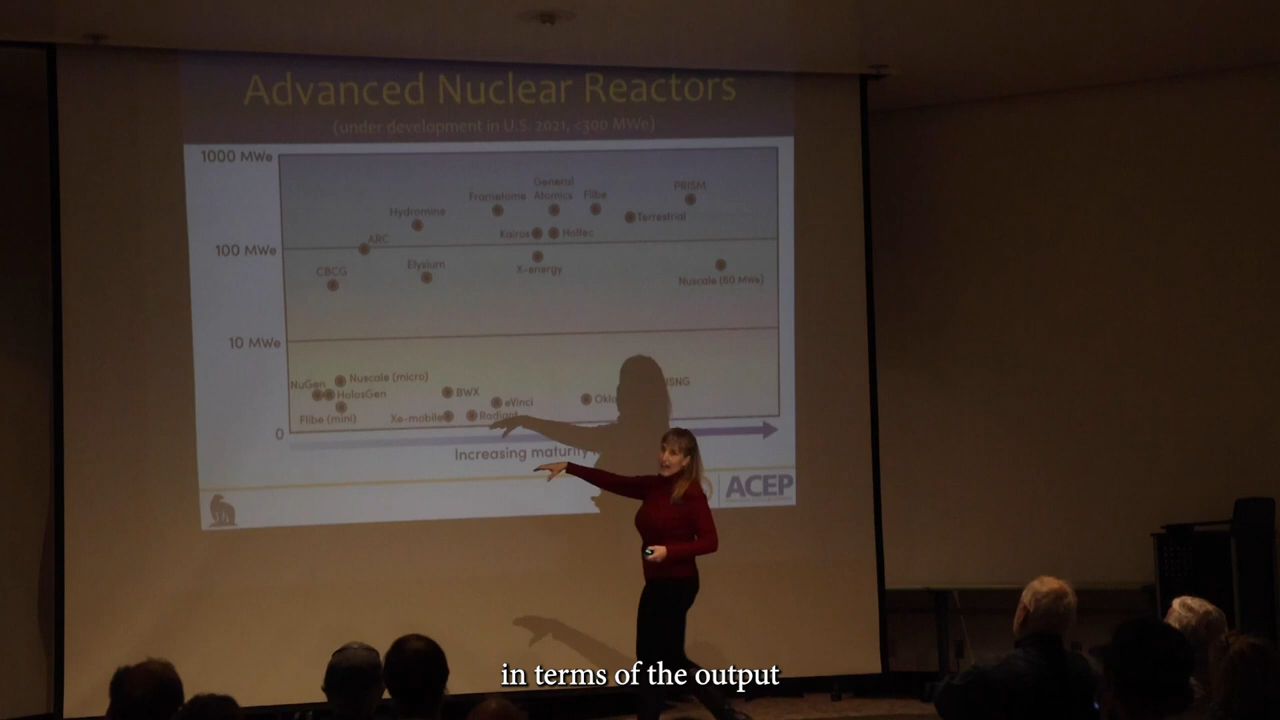 Advanced Nuclear Reactors
(under development in U.S. 2021, <300 MWe)
1000 MWe
General
Atomics
PRISM
Framatome
Flibe
Hydromine
Terrestrial
Kairos
Holtec
ARC
100 MWe
Elysium
X-energy
CBCG
Nuscale (60 MWe)
10 MWe
NuGen
Nuscale (micro)
HolosGen
BWX
eVinci
Oklo
USNG
Flibe (mini)
Xe-mobile
Radiant
0
Increasing maturity
ACEP
in terms of the output